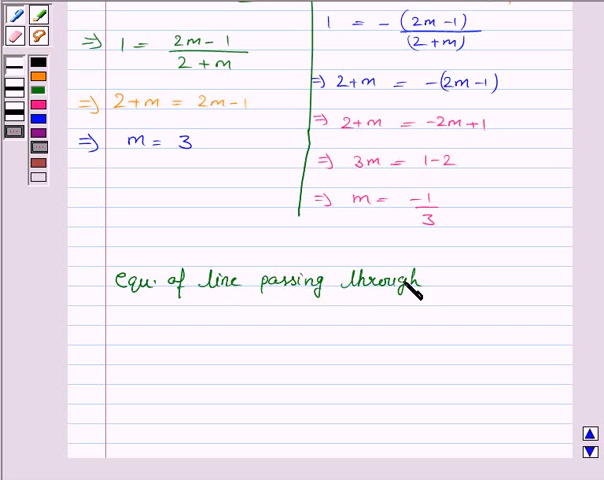 ⇒ 1 = (2m - 1)/(2 + m)
⇒ 2+m = 2m-1
⇒ m = 3
1 = - (2m-1)/(2+m)
⇒ 2+m = -(2m-1)
⇒ 2+m = -2m+1
⇒ 3m = 1-2
⇒ m = -1/3
equ. of line passing through